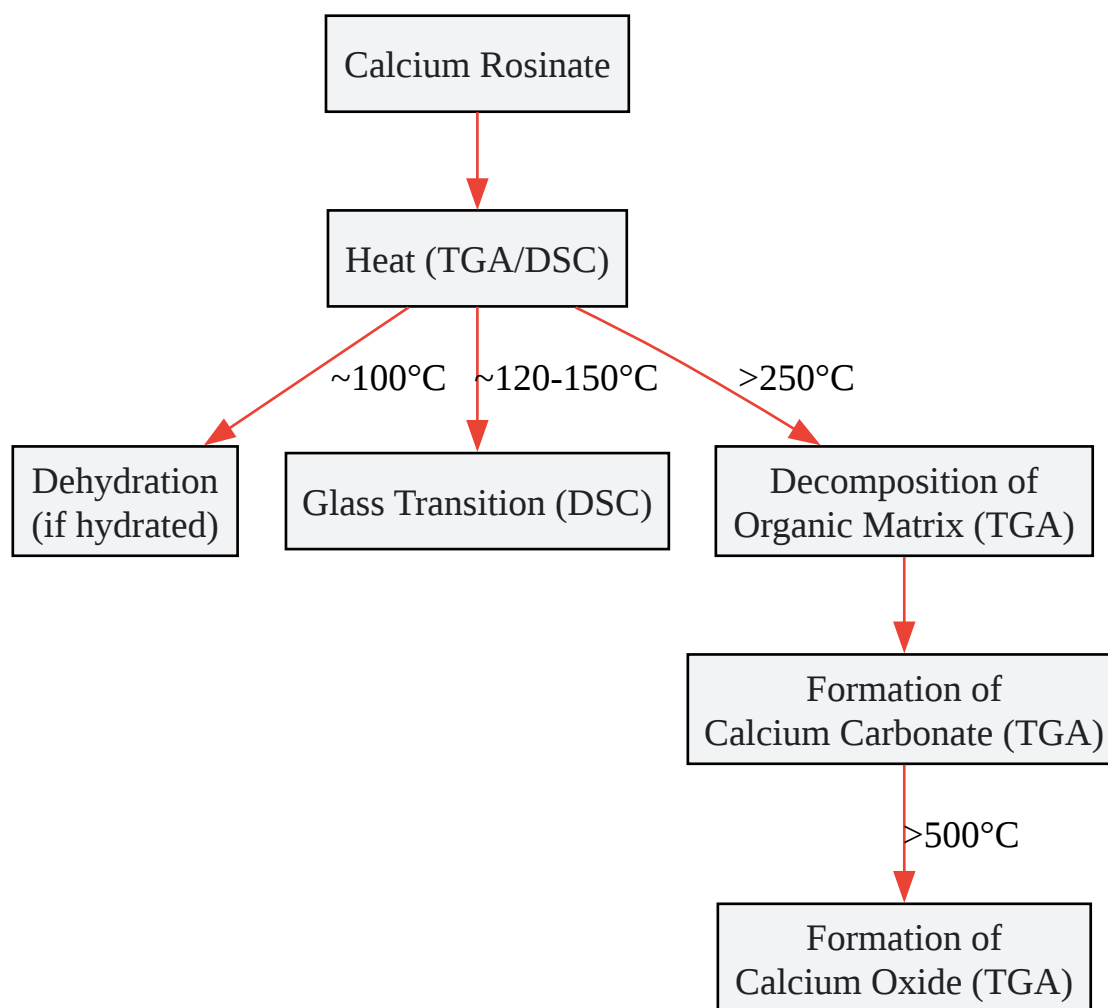 Calcium Rosinate
Heat (TGA/DSC)
~100°C
~120-150°C
>250°C
Dehydration
(if hydrated)
Glass Transition (DSC)
Decomposition of
Organic Matrix (TGA)
Formation of
Calcium Carbonate (TGA)
>500°C
Formation of
Calcium Oxide (TGA)